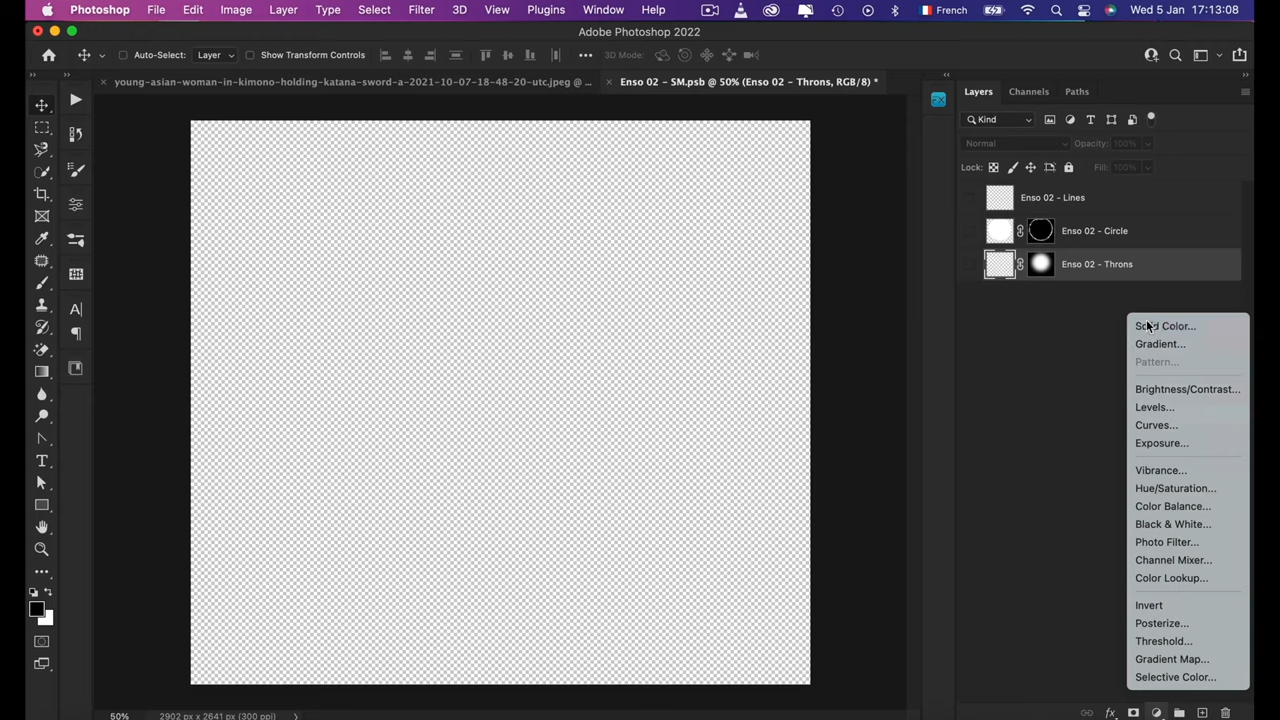 Photoshop File Edit Image Layer Type Select Filter 3D View Plugins Window Help French Wed 5 Jan 17:13:08
Adobe Photoshop 2022
Auto-Select: Layer Show Transform Controls 3D Mode:
young-asian-woman-in-kimono-holding-katana-sword-a-2021-10-07-18-48-20-utc.jpeg @ ...
Enso 02 - SM.psb @ 50% (Enso 02 - Throns, RGB/8) *
Layers Channels Paths
Kind
Normal Opacity: 100%
Lock: Fill: 100%
Enso 02 - Lines
Enso 02 - Circle
Enso 02 - Throns
Solid Color...
Gradient...
Pattern...
Brightness/Contrast...
Levels...
Curves...
Exposure...
Vibrance...
Hue/Saturation...
Color Balance...
Black & White...
Photo Filter...
Channel Mixer...
Color Lookup...
Invert
Posterize...
Threshold...
Gradient Map...
Selective Color...
50% 2902 px x 2641 px (300 ppi)